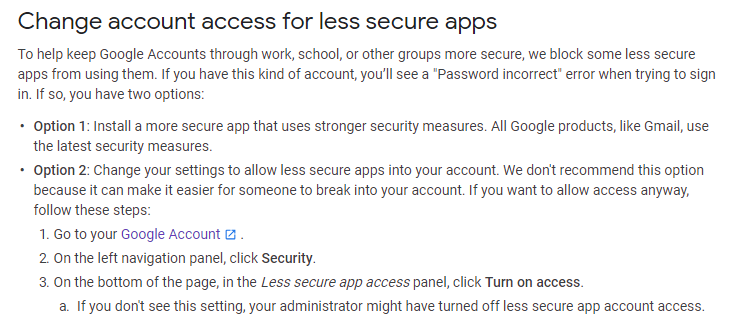 Change account access for less secure apps
To help keep Google Accounts through work, school, or other groups more secure, we block some less secure
apps from using them. If you have this kind of account, you’ll see a "Password incorrect" error when trying to sign
in. If so, you have two options:
• Option 1: Install a more secure app that uses stronger security measures. All Google products, like Gmail, use
the latest security measures.
• Option 2: Change your settings to allow less secure apps into your account. We don't recommend this option
because it can make it easier for someone to break into your account. If you want to allow access anyway,
follow these steps:
1. Go to your Google Account .
2. On the left navigation panel, click Security.
3. On the bottom of the page, in the Less secure app access panel, click Turn on access.
a. If you don't see this setting, your administrator might have turned off less secure app account access.